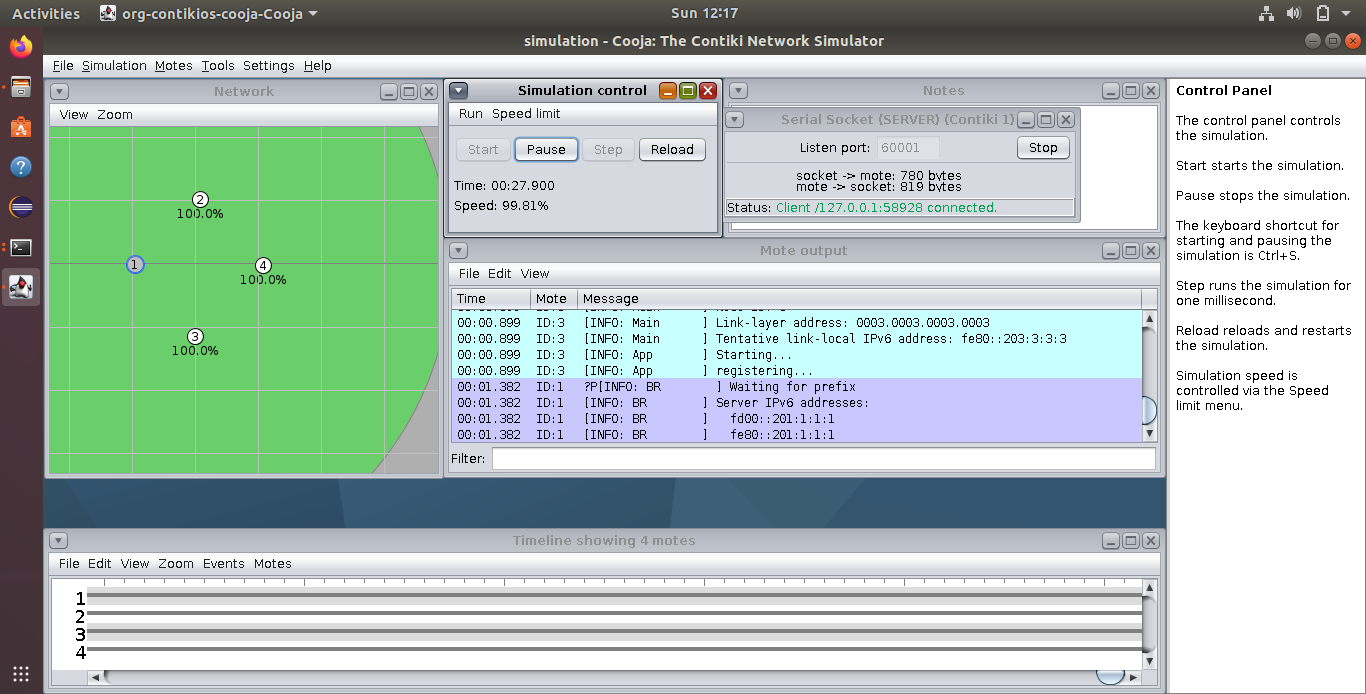 Activities org-contikios-cooja-Cooja Sun 12:17
simulation - Cooja: The Contiki Network Simulator
File Simulation Motes Tools Settings Help
Network
View Zoom
2
100.0%
1
4
100.0%
3
100.0%
Simulation control
Run Speed limit
Start Pause Step Reload
Time: 00:27.900
Speed: 99.81%
Notes
Serial Socket (SERVER) (Contiki 1)
Listen port: 60001 Stop
socket -> mote: 780 bytes
mote -> socket: 819 bytes
Status: Client /127.0.0.1:58928 connected.
Mote output
File Edit View
Time Mote Message
00:00.899 ID:3 [INFO: Main ] Link-layer address: 0003.0003.0003.0003
00:00.899 ID:3 [INFO: Main ] Tentative link-local IPv6 address: fe80::203:3:3:3
00:00.899 ID:3 [INFO: App ] Starting...
00:00.899 ID:3 [INFO: App ] registering...
00:01.382 ID:1 ?P[INFO: BR ] Waiting for prefix
00:01.382 ID:1 [INFO: BR ] Server IPv6 addresses:
00:01.382 ID:1 [INFO: BR ] fd00::201:1:1:1
00:01.382 ID:1 [INFO: BR ] fe80::201:1:1:1
Filter:
Timeline showing 4 motes
File Edit View Zoom Events Motes
1
2
3
4
Control Panel
The control panel controls
the simulation.
Start starts the simulation.
Pause stops the simulation.
The keyboard shortcut for
starting and pausing the
simulation is Ctrl+S.
Step runs the simulation for
one millisecond.
Reload reloads and restarts
the simulation.
Simulation speed is
controlled via the Speed
limit menu.